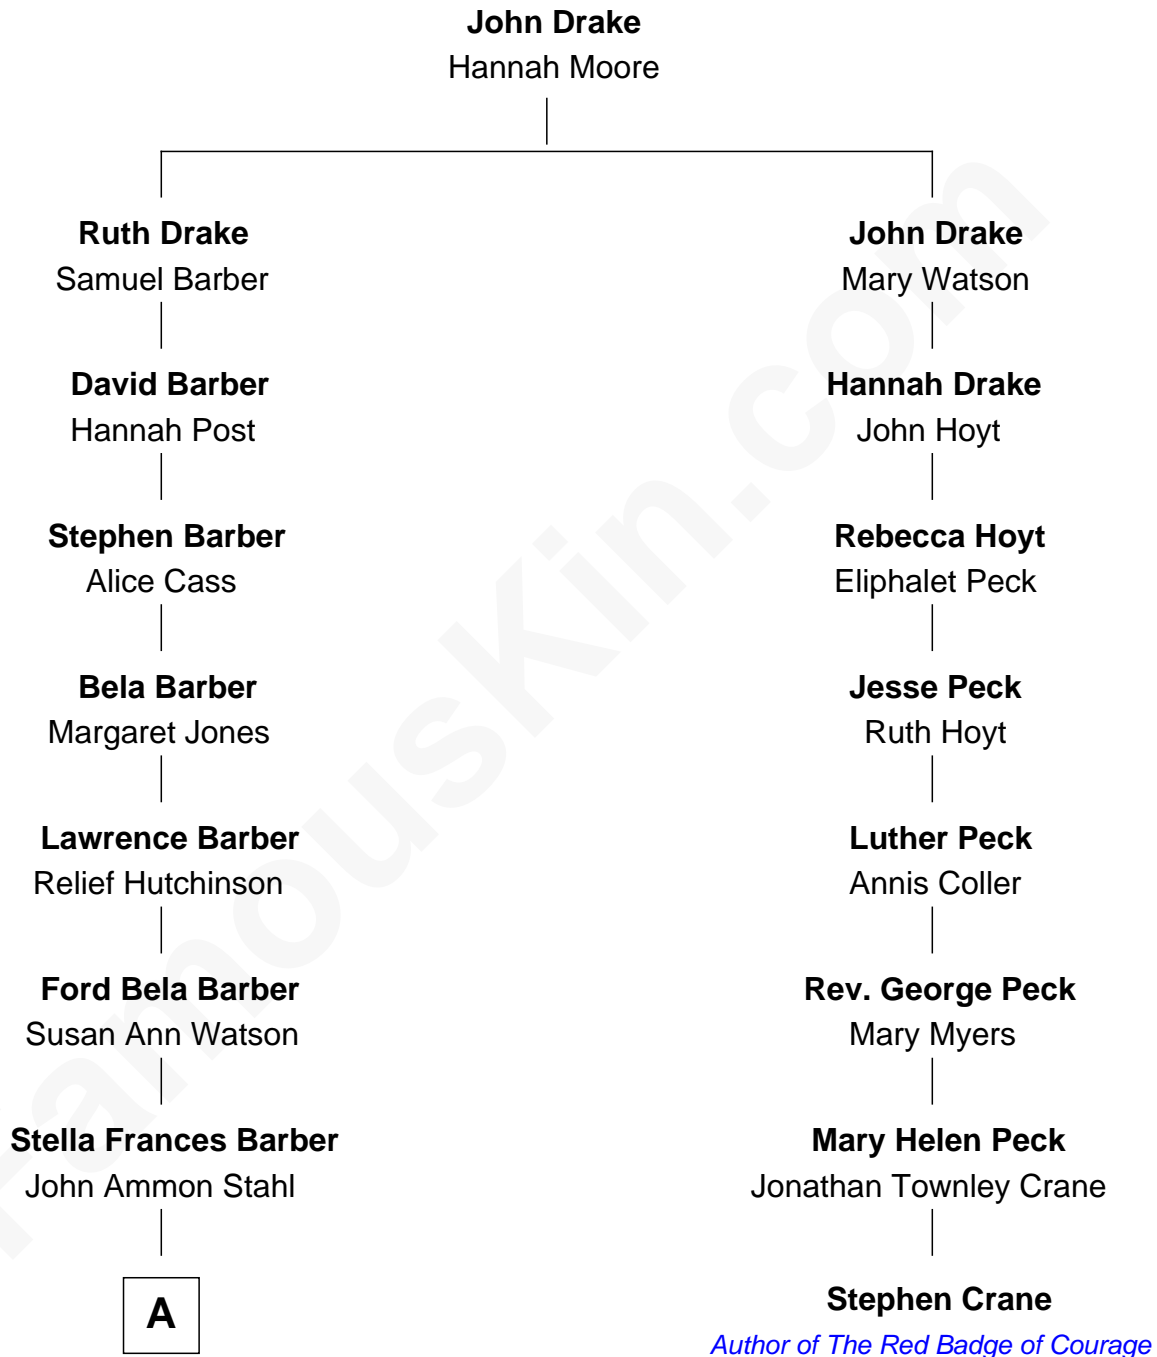 John Drake
Hannah Moore
Ruth Drake
Samuel Barber
John Drake
Mary Watson
David Barber
Hannah Post
Hannah Drake
John Hoyt
Stephen Barber
Alice Cass
Rebecca Hoyt
Eliphalet Peck
Bela Barber
Margaret Jones
Jesse Peck
Ruth Hoyt
Lawrence Barber
Relief Hutchinson
Luther Peck
Annis Coller
Ford Bela Barber
Susan Ann Watson
Rev. George Peck
Mary Myers
Stella Frances Barber
John Ammon Stahl
Mary Helen Peck
Jonathan Townley Crane
A
Stephen Crane
Author of The Red Badge of Courage
FamousKin.com